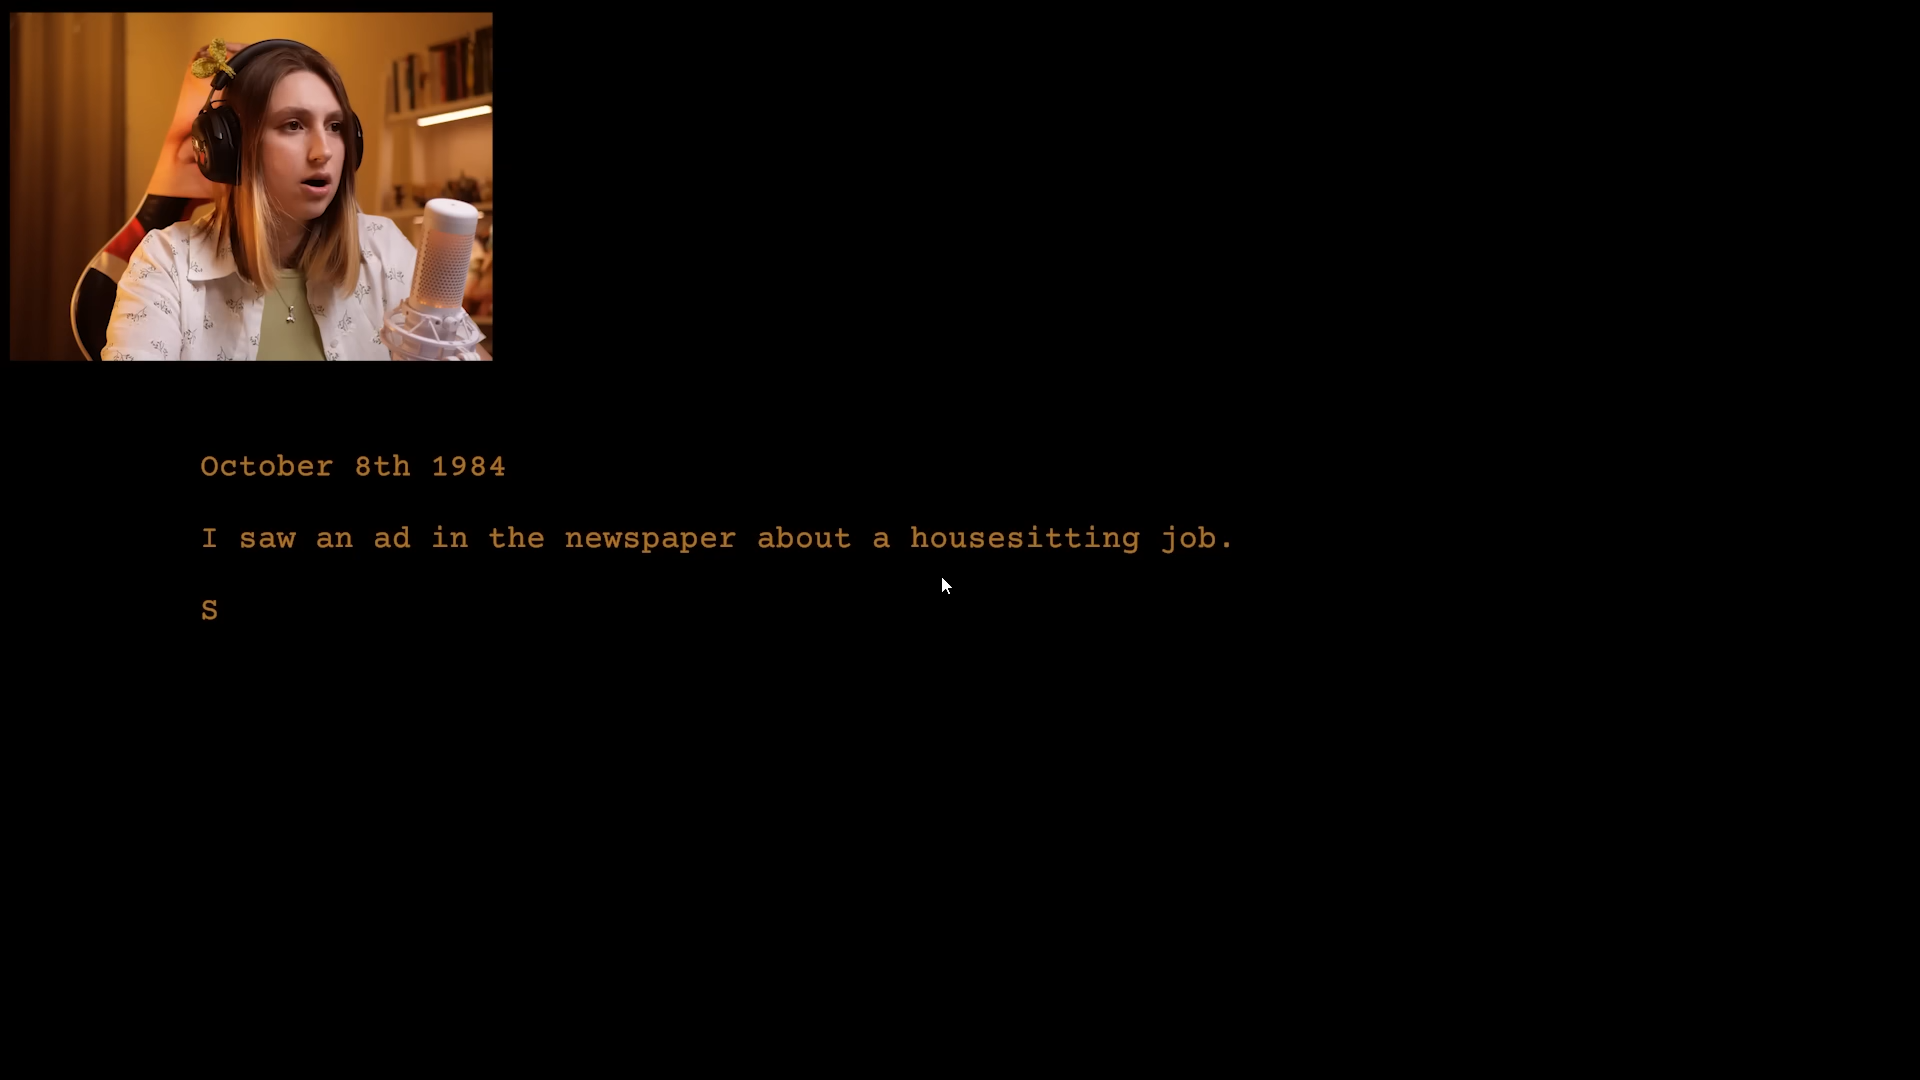 October 8th 1984
I saw an ad in the newspaper about a housesitting job.
S